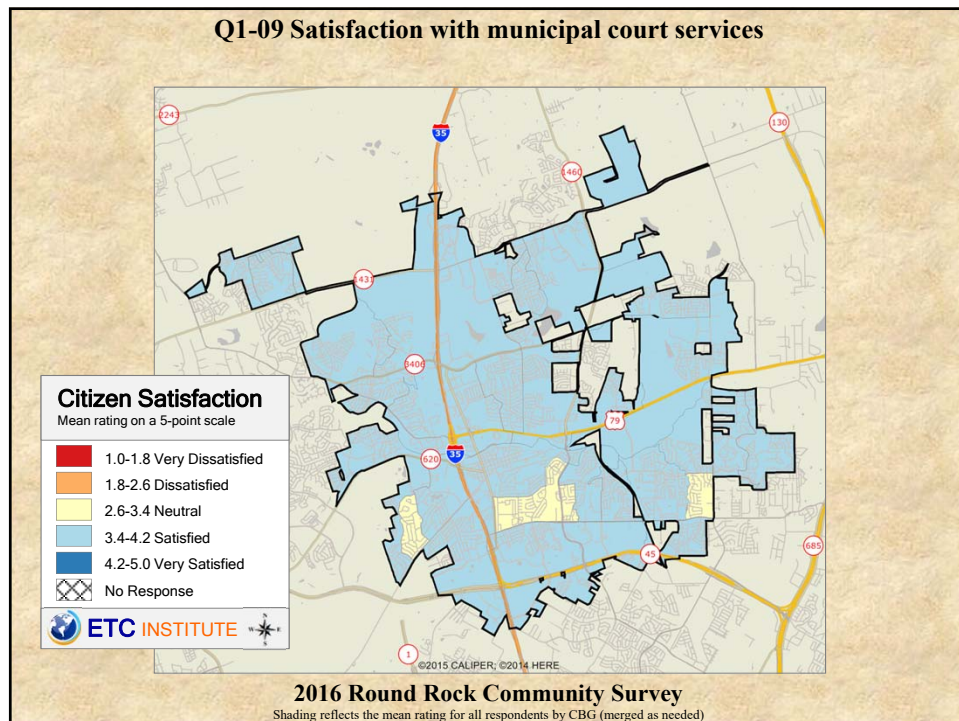 Q1-09 Satisfaction with municipal court services
2243
35
130
1460
1431
3406
79
620
35
45
685
1
Citizen Satisfaction
Mean rating on a 5-point scale
1.0-1.8 Very Dissatisfied
1.8-2.6 Dissatisfied
2.6-3.4 Neutral
3.4-4.2 Satisfied
4.2-5.0 Very Satisfied
No Response
ETC INSTITUTE
©2015 CALIPER; ©2014 HERE
2016 Round Rock Community Survey
Shading reflects the mean rating for all respondents by CBG (merged as needed)